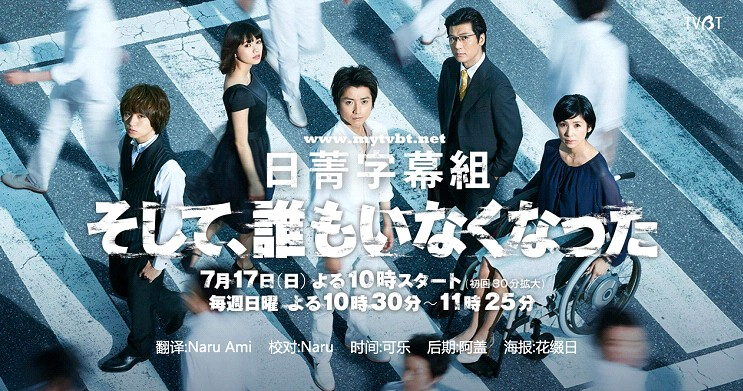 TVBT
www.mytvbt.net
日菁字幕組
そして、誰もいなくなった
7月17日(日)よる10時スタート(初回30分拡大)
毎週日曜 よる10時30分〜11時25分
翻译:Naru Ami 校对:Naru 时间:可乐 后期:阿盖 海报:花缀日